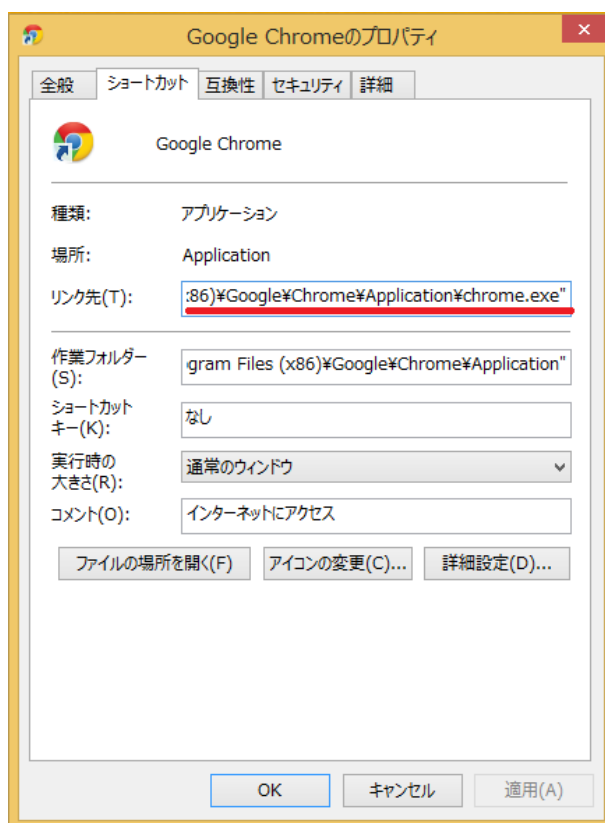 Google Chromeのプロパティ
全般 ショートカット 互換性 セキュリティ 詳細
Google Chrome
種類: アプリケーション
場所: Application
リンク先(T): :86)¥Google¥Chrome¥Application¥chrome.exe"
作業フォルダー
(S): gram Files (x86)¥Google¥Chrome¥Application"
ショートカット
キー(K): なし
実行時の
大きさ(R): 通常のウィンドウ
コメント(O): インターネットにアクセス
ファイルの場所を開く(F) アイコンの変更(C)... 詳細設定(D)...
OK キャンセル 適用(A)